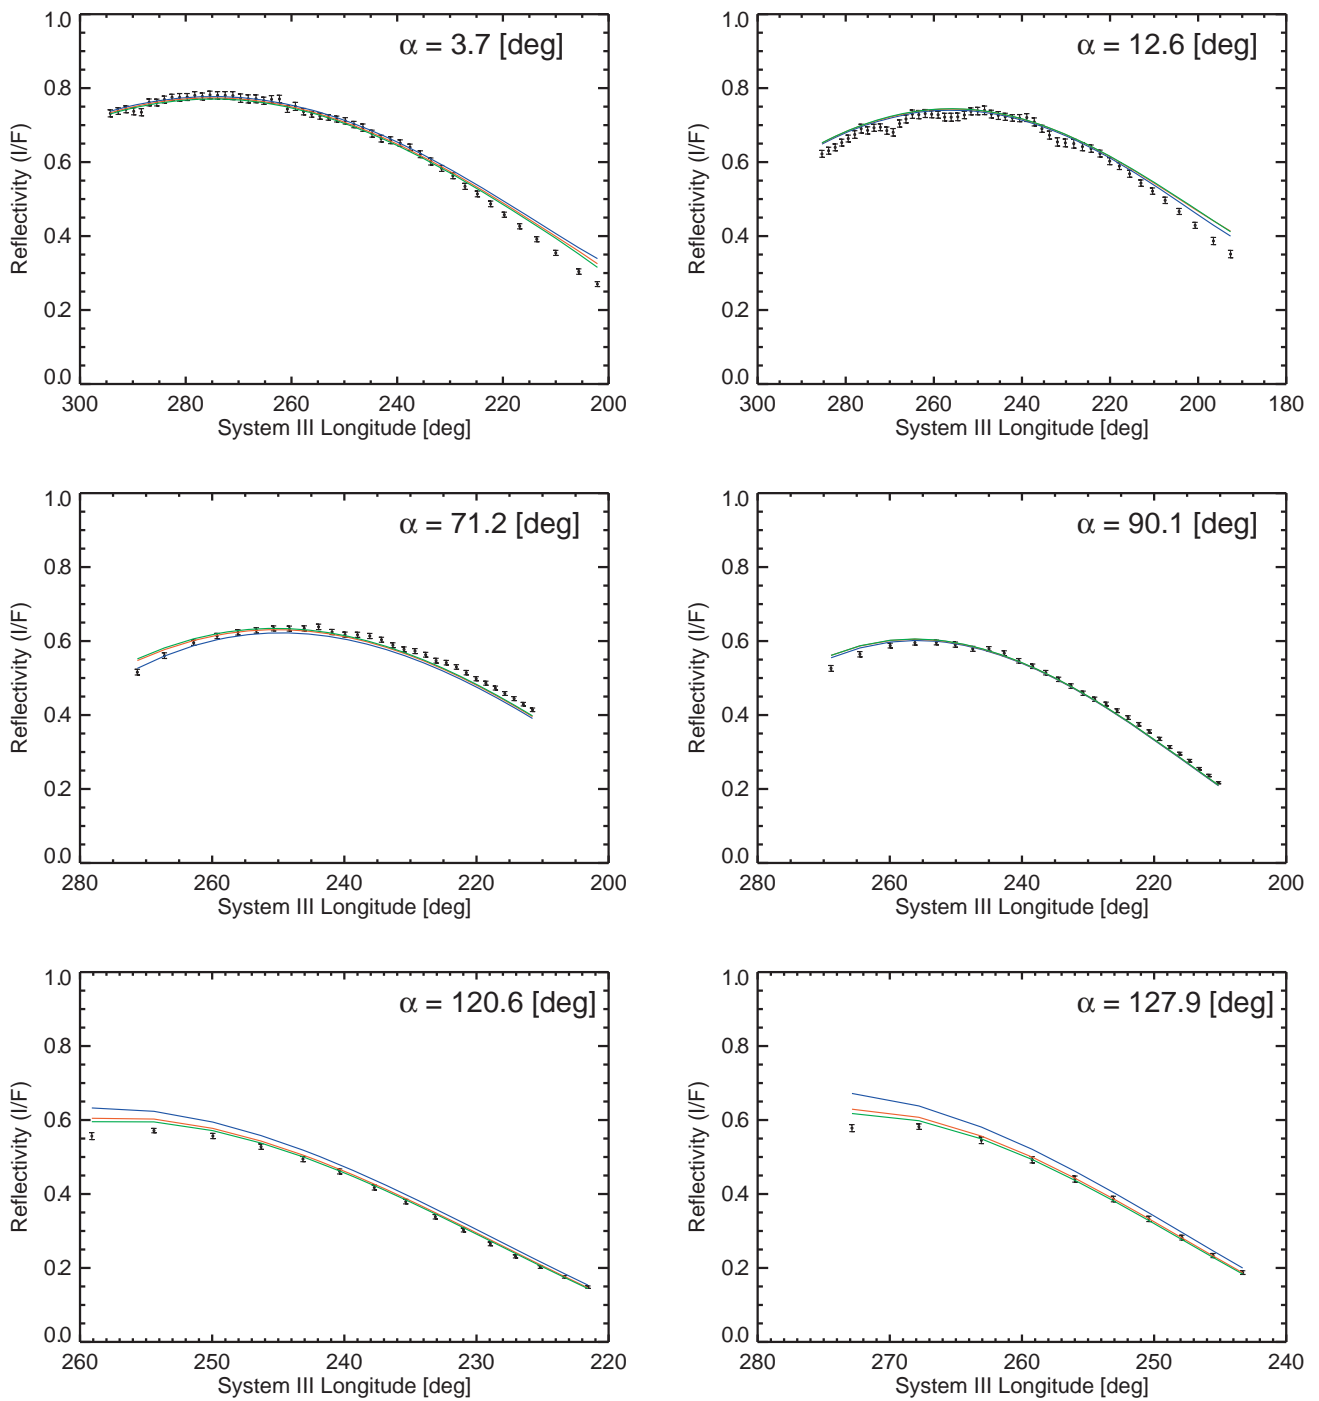 α = 3.7 [deg]
Reflectivity (I/F)
1.0
0.8
0.6
0.4
0.2
0.0
300 280 260 240 220 200
System III Longitude [deg]
α = 12.6 [deg]
Reflectivity (I/F)
1.0
0.8
0.6
0.4
0.2
0.0
300 280 260 240 220 200 180
System III Longitude [deg]
α = 71.2 [deg]
Reflectivity (I/F)
1.0
0.8
0.6
0.4
0.2
0.0
280 260 240 220 200
System III Longitude [deg]
α = 90.1 [deg]
Reflectivity (I/F)
1.0
0.8
0.6
0.4
0.2
0.0
280 260 240 220 200
System III Longitude [deg]
α = 120.6 [deg]
Reflectivity (I/F)
1.0
0.8
0.6
0.4
0.2
0.0
260 250 240 230 220
System III Longitude [deg]
α = 127.9 [deg]
Reflectivity (I/F)
1.0
0.8
0.6
0.4
0.2
0.0
280 270 260 250 240
System III Longitude [deg]